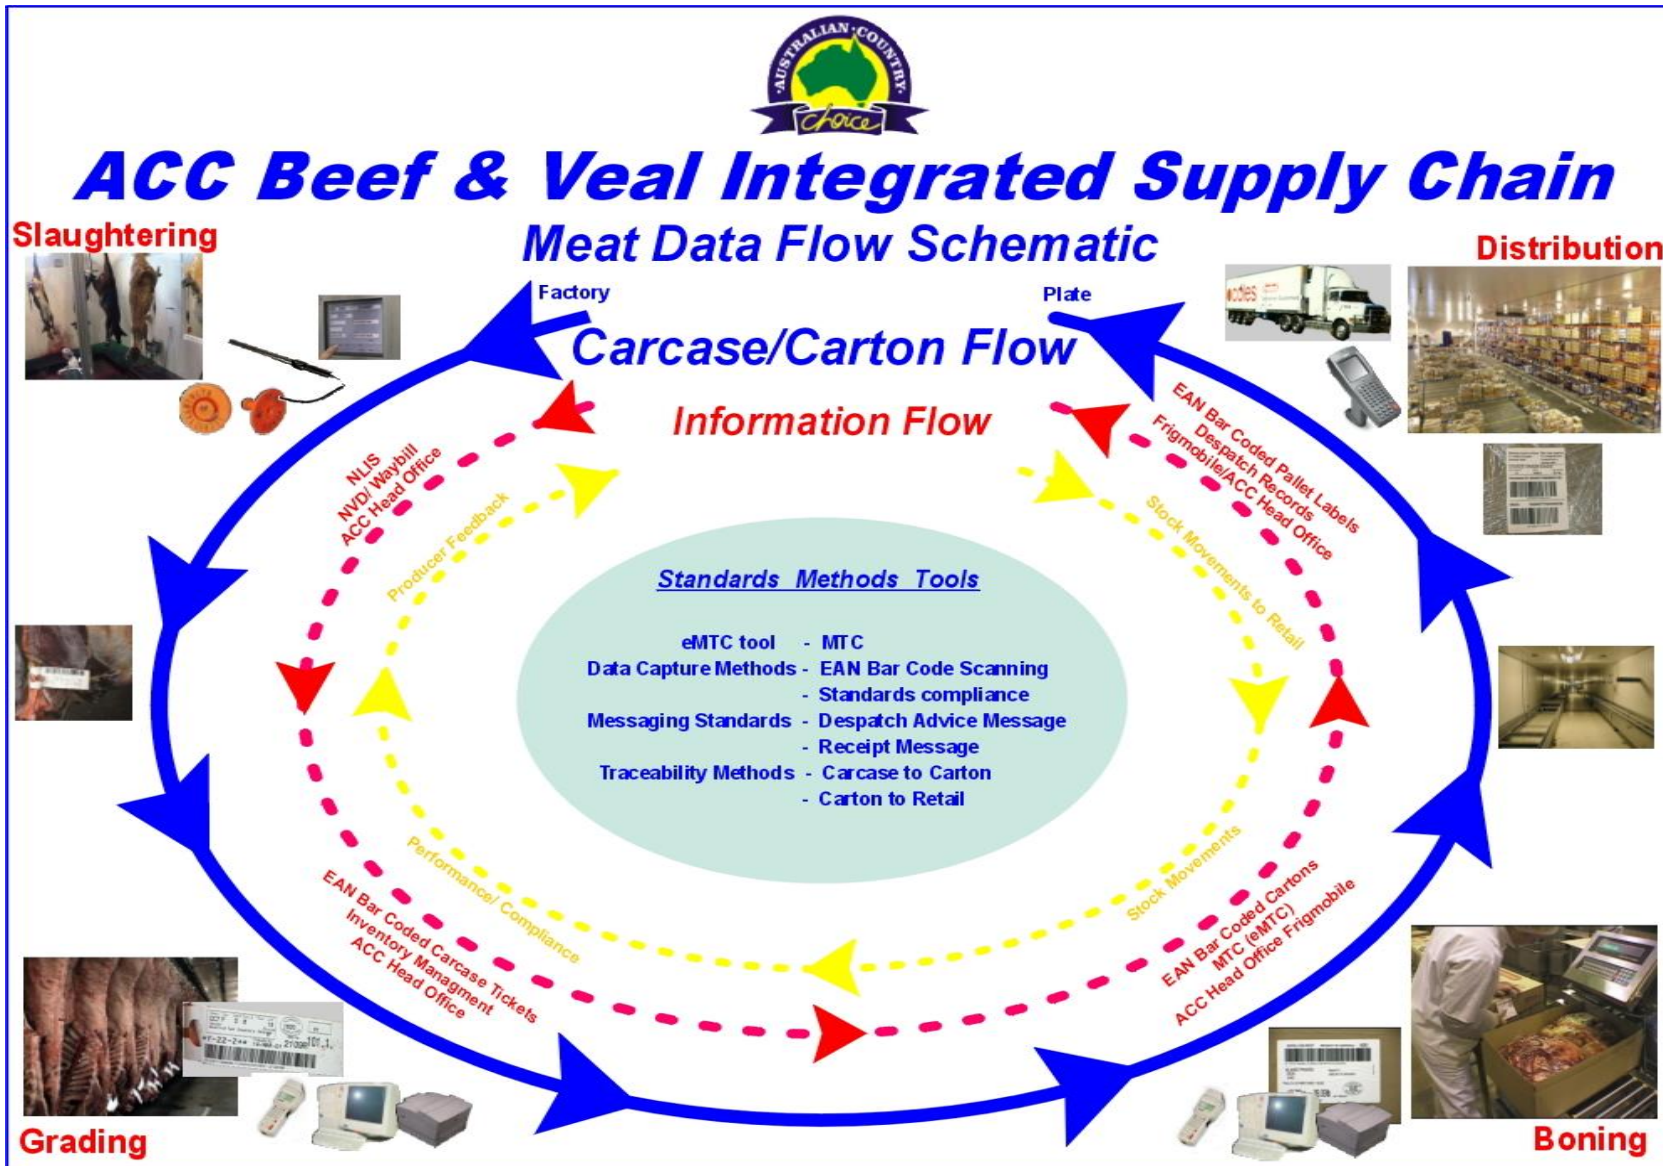 AUSTRALIAN · COUNTRY
choice
ACC Beef & Veal Integrated Supply Chain
Meat Data Flow Schematic
Slaughtering
Distribution
Factory
Plate
Carcase/Carton Flow
Information Flow
NLIS
NVD/ Waybill
ACC Head Office
Producer Feedback
EAN Bar Coded Pallet Labels
Despatch Records
Frigmobile/ACC Head Office
Stock Movements to Retail
Standards Methods Tools
eMTC tool - MTC
Data Capture Methods - EAN Bar Code Scanning
- Standards compliance
Messaging Standards - Despatch Advice Message
- Receipt Message
Traceability Methods - Carcase to Carton
- Carton to Retail
Performance/ Compliance
EAN Bar Coded Carcase Tickets
Inventory Managment
ACC Head Office
Stock Movements
EAN Bar Coded Cartons
MTC (eMTC)
ACC Head Office Frigmobile
Grading
Boning